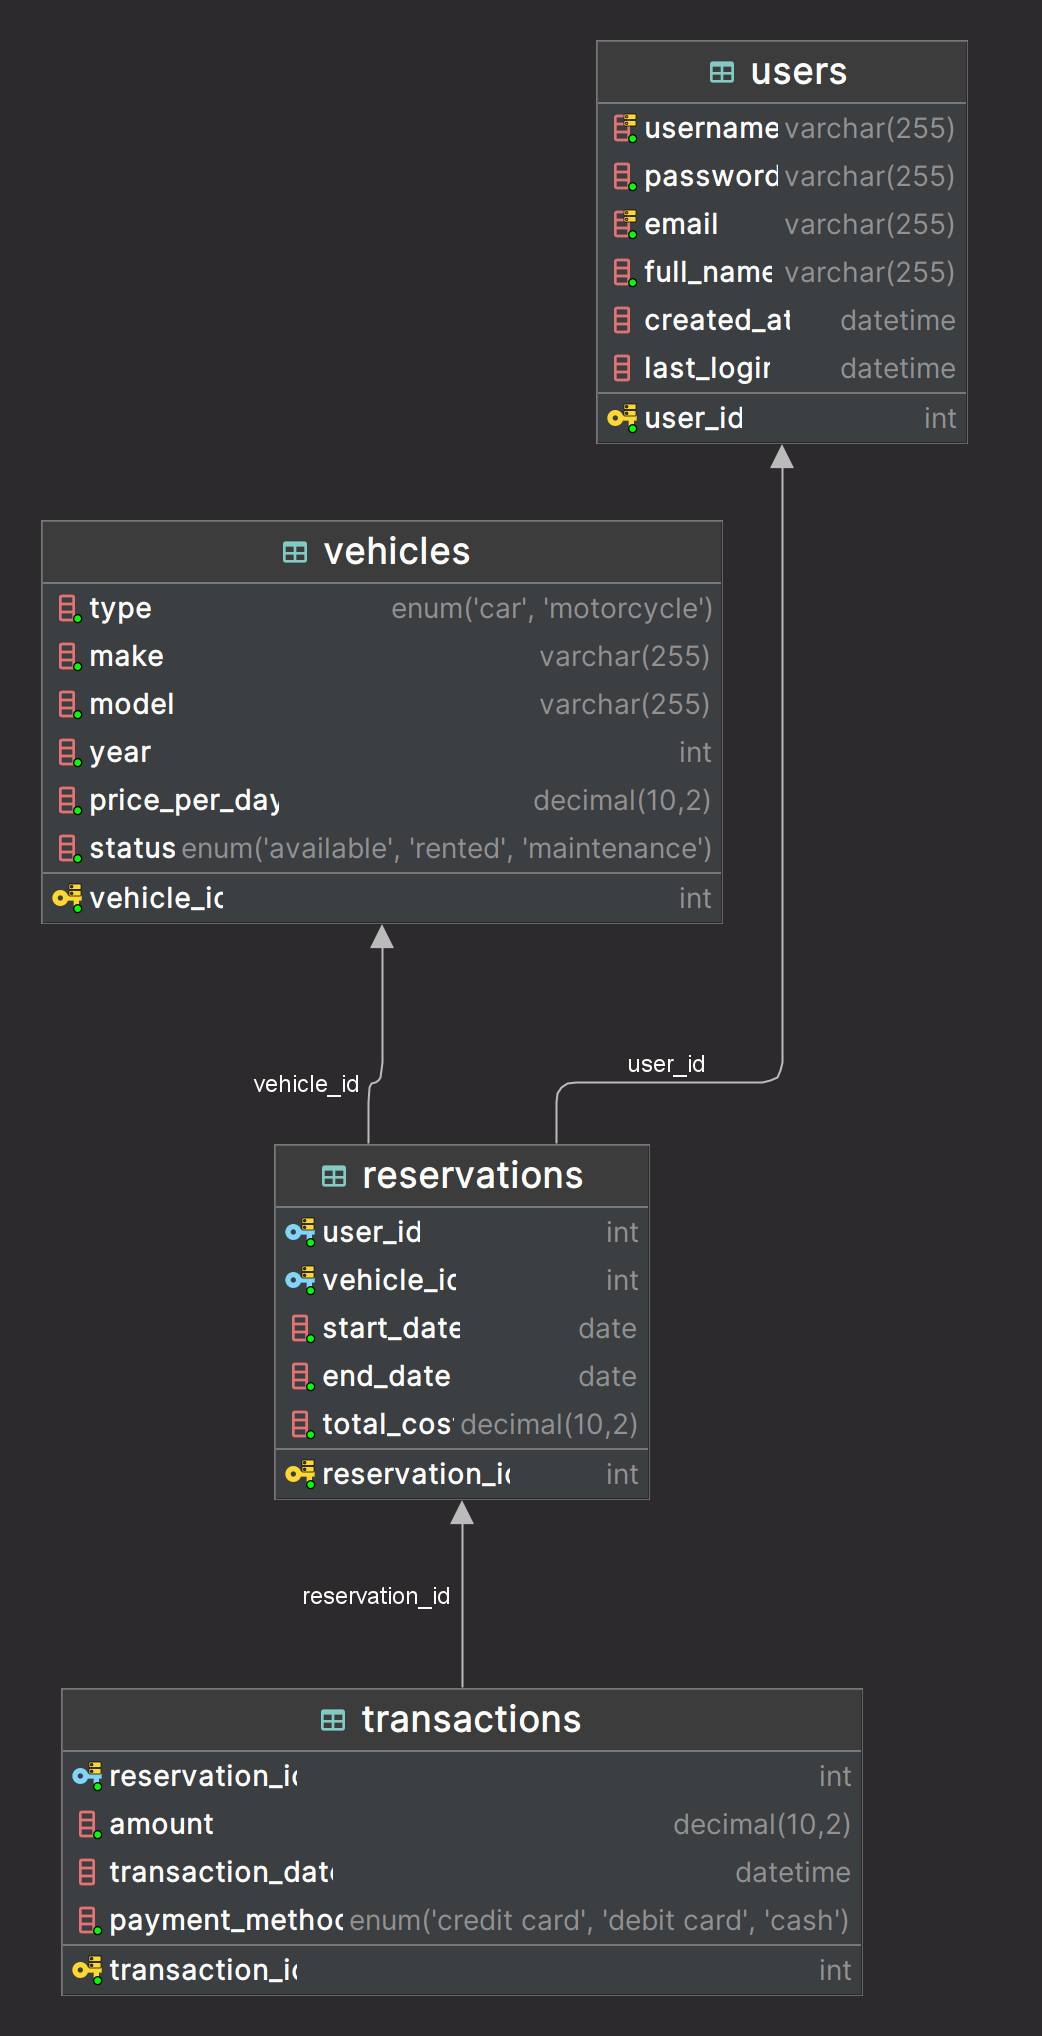 users
username varchar(255)
password varchar(255)
email varchar(255)
full_name varchar(255)
created_at datetime
last_login datetime
user_id int
vehicles
type enum('car', 'motorcycle')
make varchar(255)
model varchar(255)
year int
price_per_day decimal(10,2)
status enum('available', 'rented', 'maintenance')
vehicle_id int
user_id
vehicle_id
reservations
user_id int
vehicle_id int
start_date date
end_date date
total_cost decimal(10,2)
reservation_id int
reservation_id
transactions
reservation_id int
amount decimal(10,2)
transaction_date datetime
payment_method enum('credit card', 'debit card', 'cash')
transaction_id int